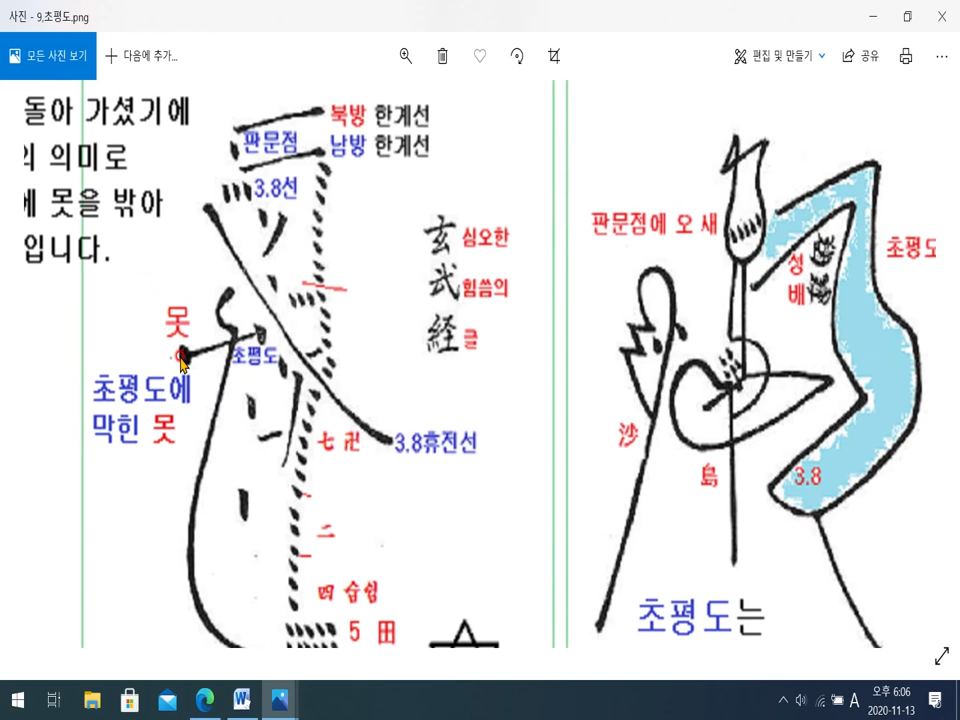 사진 - 9,초평도.png
모든 사진 보기
다음에 추가...
편집 및 만들기
공유
돌아 가셨기에
의 의미로
에 못을 밖아
입니다.
북방 한계선
판문점
남방 한계선
3.8선
玄 심오한
武 힘씀의
経 글
못
초평도
초평도에
막힌 못
3.8휴전선
七 卍
二
四 습쉽
5 田
판문점에 오 새
초평도
성
배
沙
島
3.8
초평도는
A
오후 6:06
2020-11-13